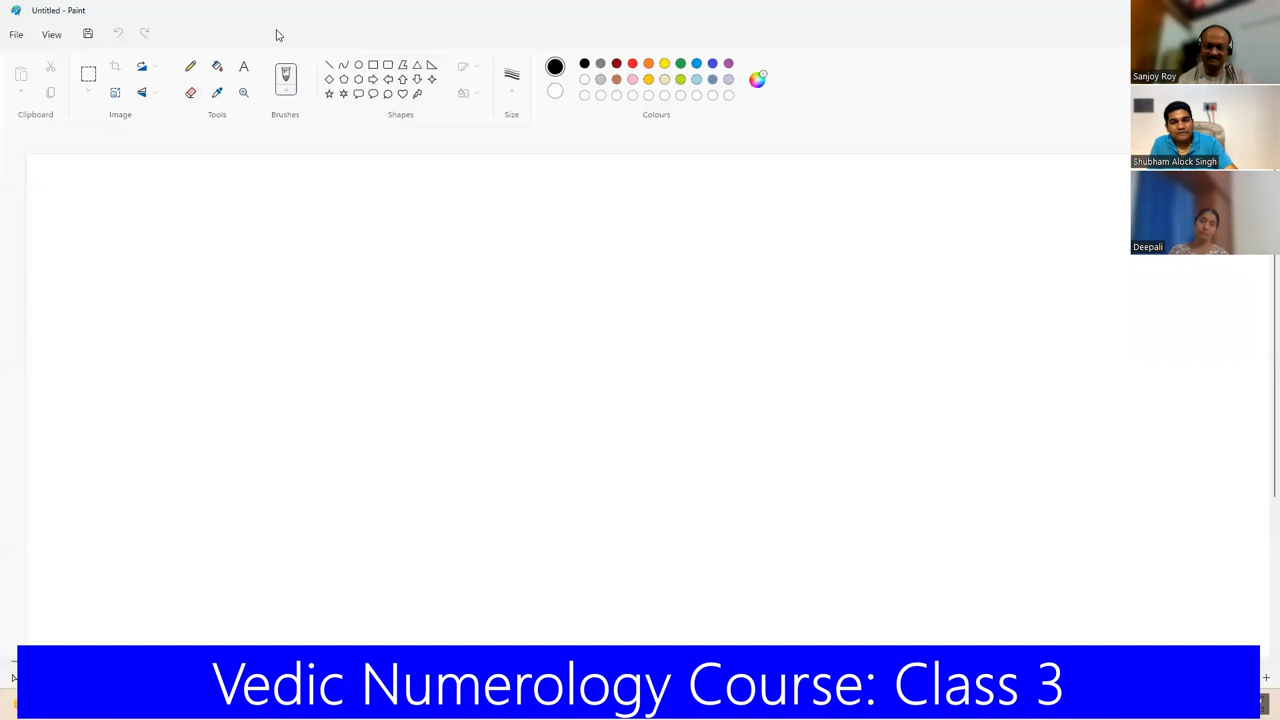 Untitled - Paint
File View
Clipboard Image Tools Brushes Shapes Size Colours
Sanjoy Roy
Shubham Alock Singh
Deepali
Vedic Numerology Course: Class 3